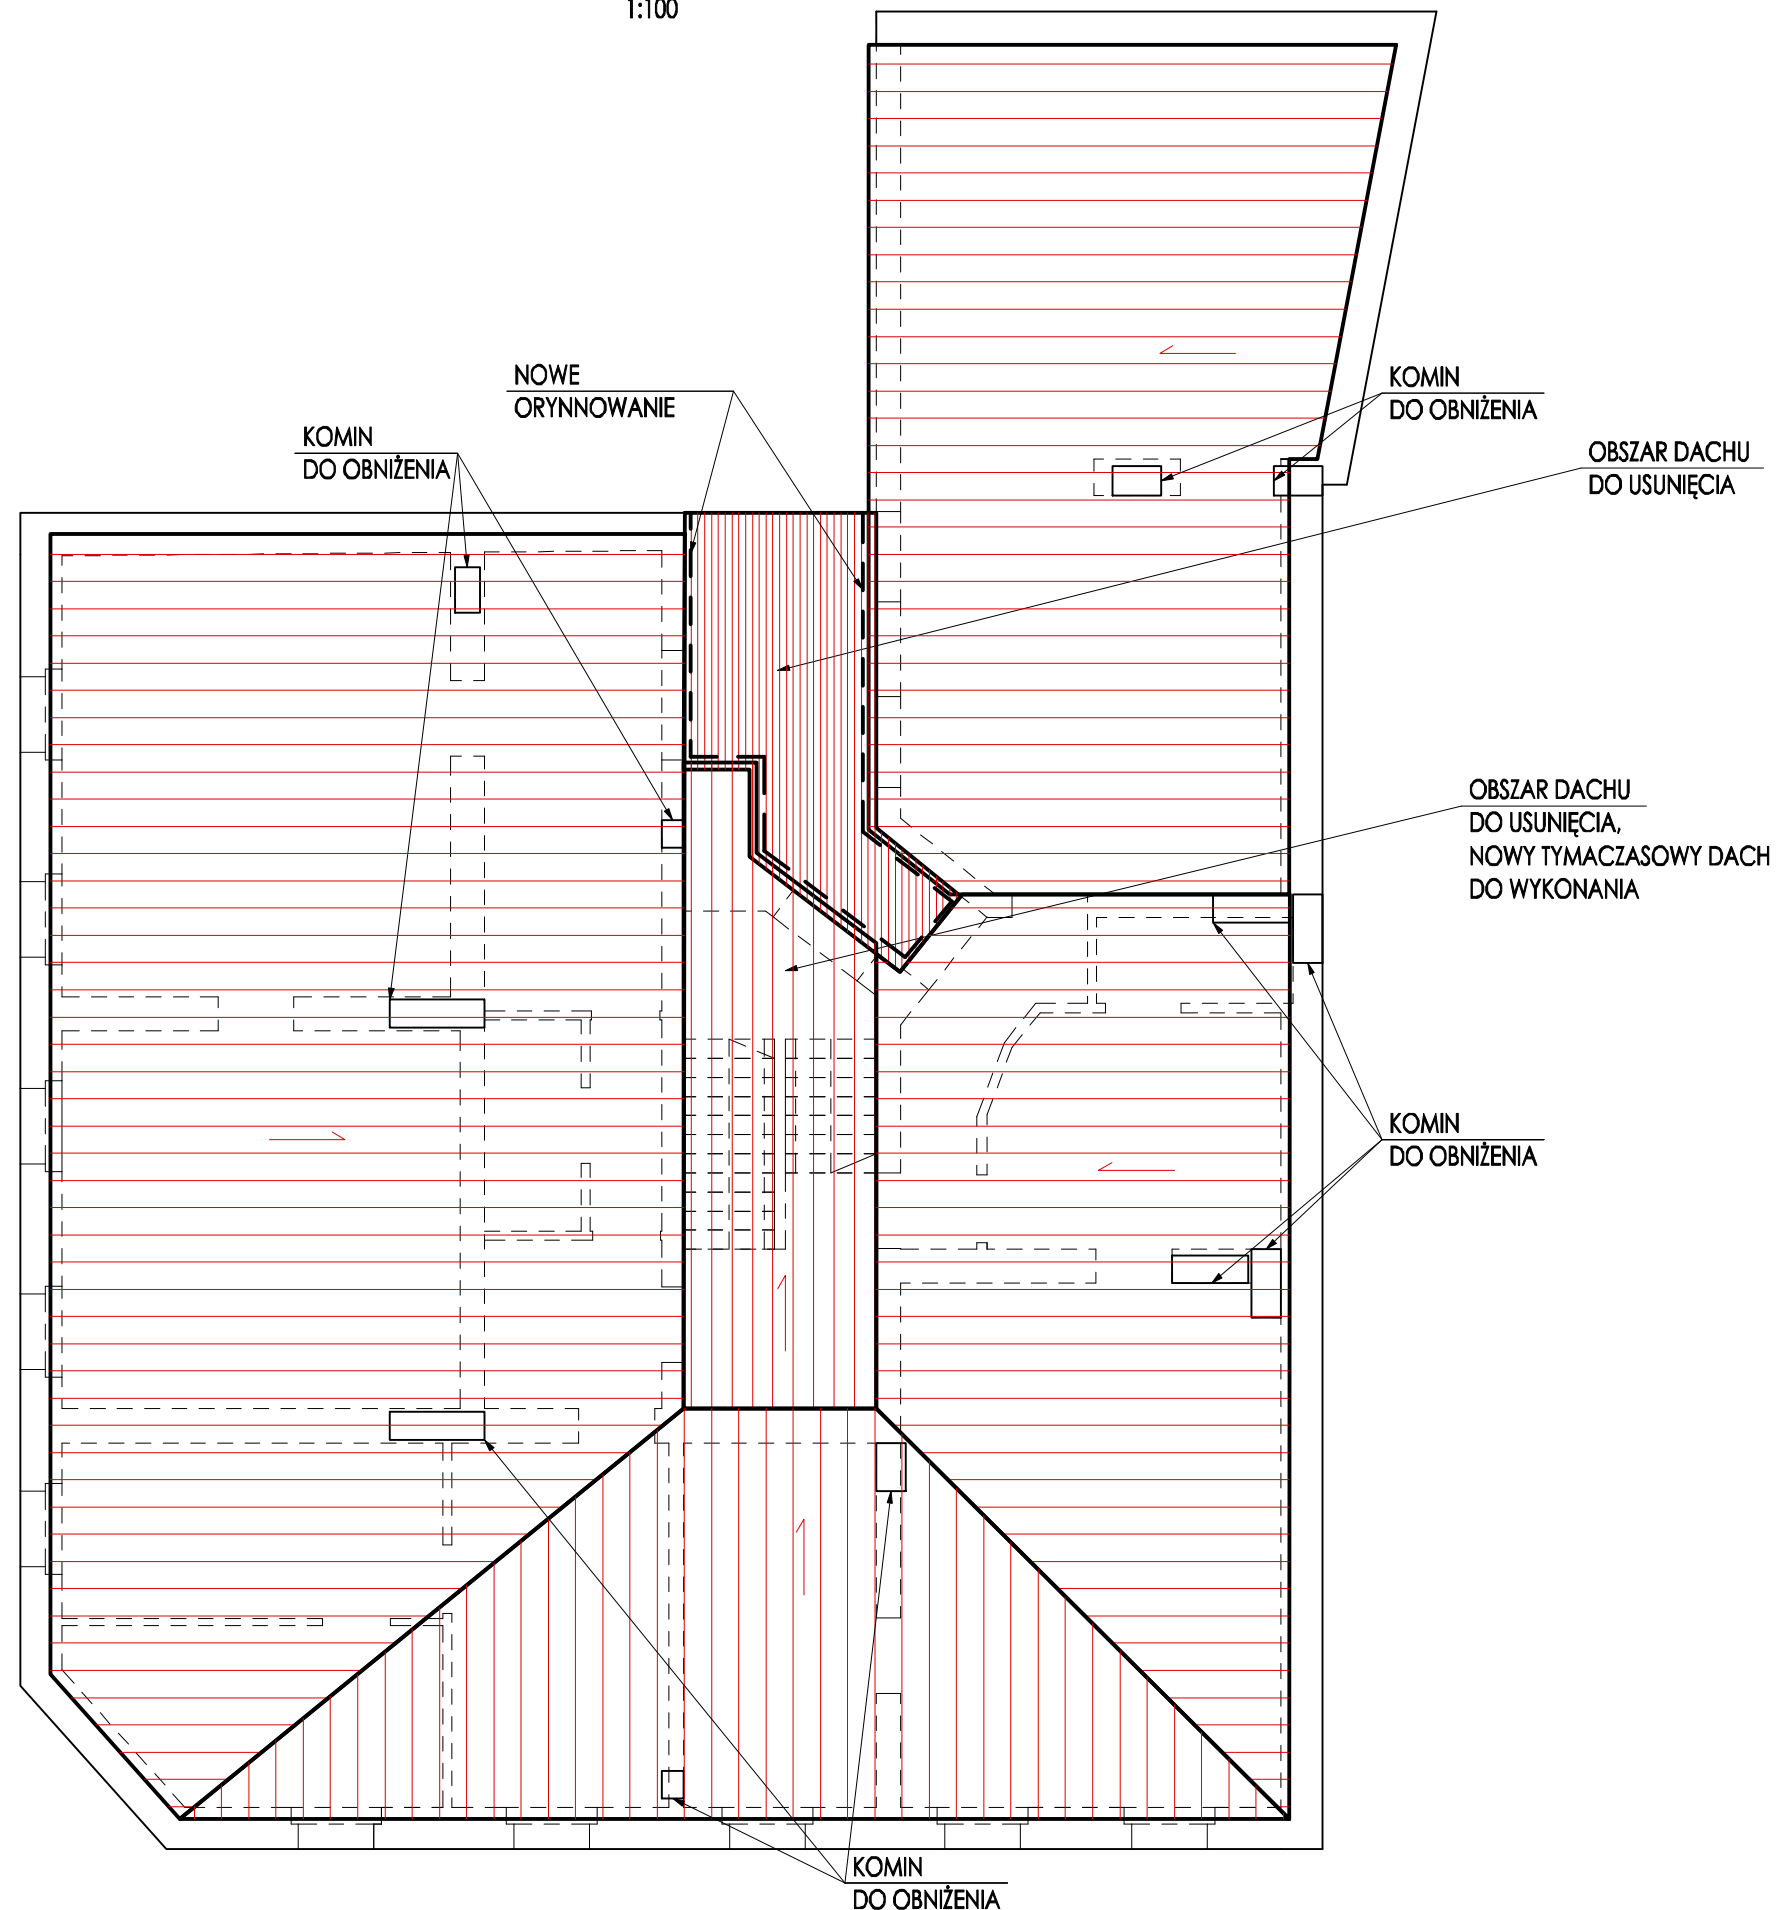 1:100
NOWE
ORYNNOWANIE
KOMIN
DO OBNIŻENIA
KOMIN
DO OBNIŻENIA
OBSZAR DACHU
DO USUNIĘCIA
OBSZAR DACHU
DO USUNIĘCIA,
NOWY TYMACZASOWY DACH
DO WYKONANIA
KOMIN
DO OBNIŻENIA
KOMIN
DO OBNIŻENIA